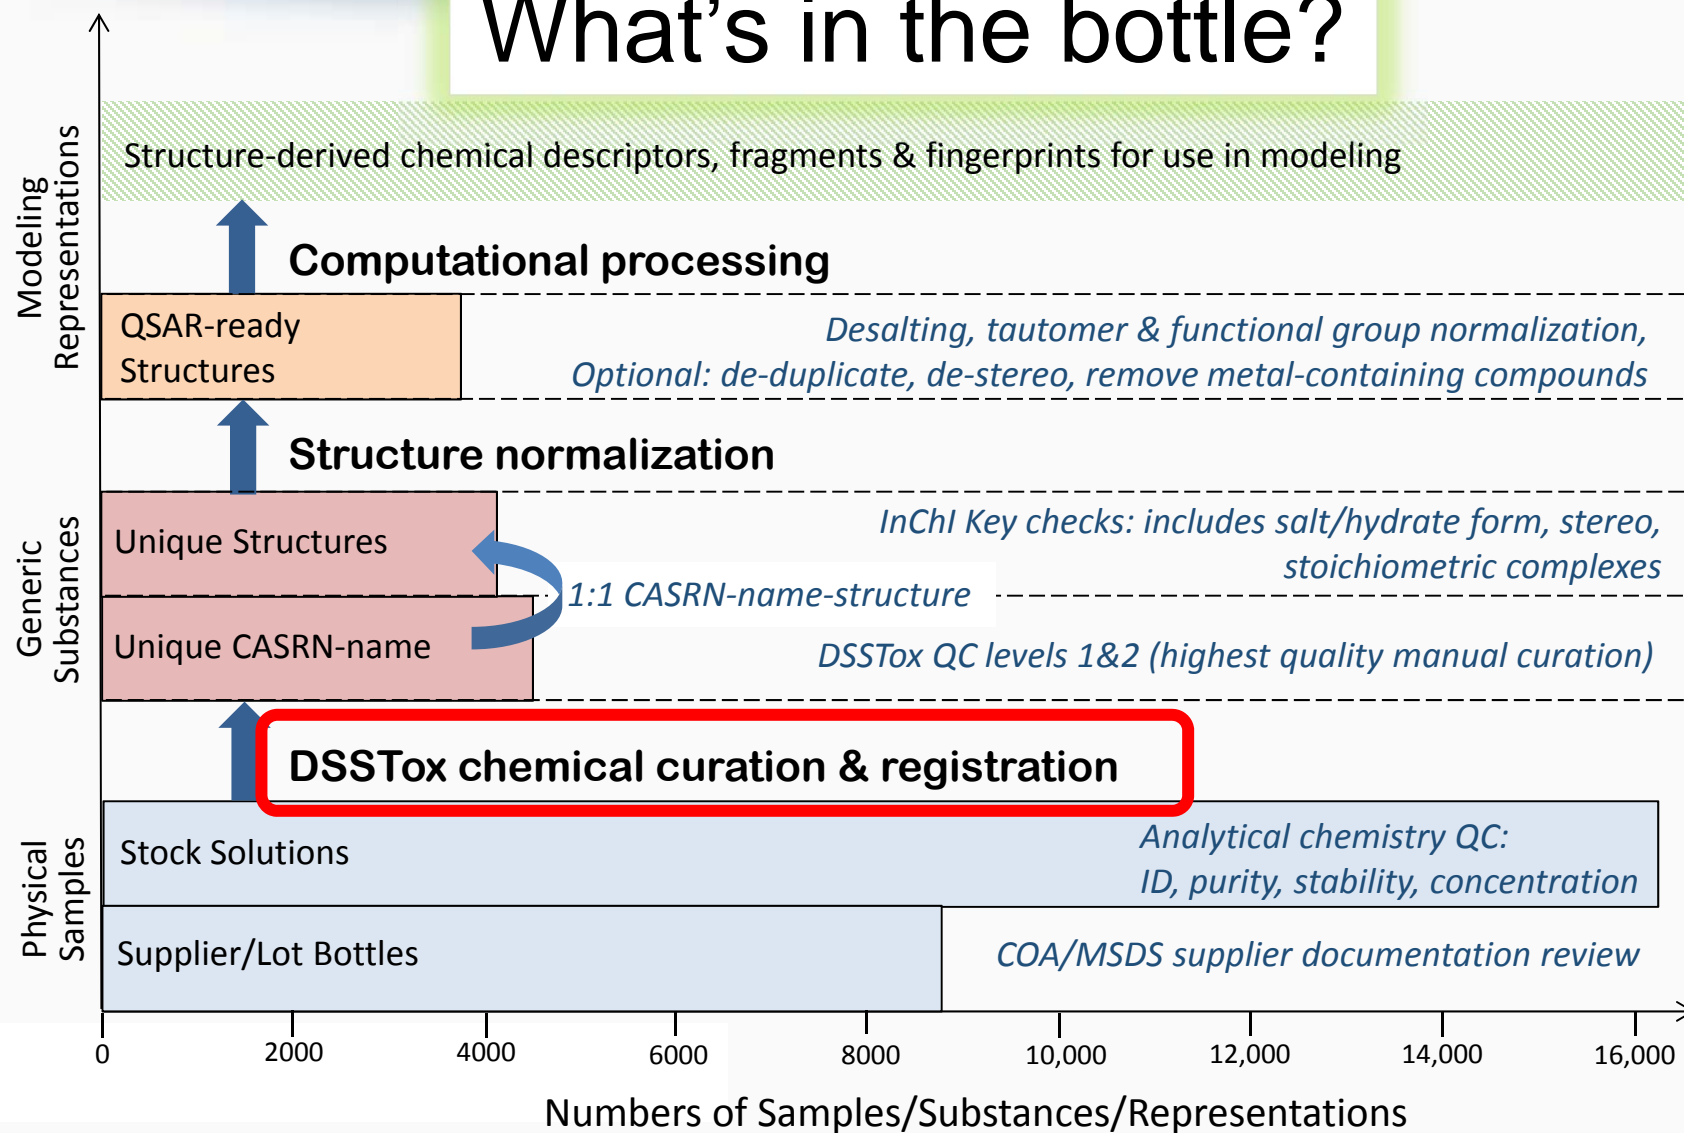 What's in the bottle?
Modeling
Representations
Structure-derived chemical descriptors, fragments & fingerprints for use in modeling
Computational processing
QSAR-ready
Structures
Desalting, tautomer & functional group normalization,
Optional: de-duplicate, de-stereo, remove metal-containing compounds
Structure normalization
Generic
Substances
Unique Structures
InChI Key checks: includes salt/hydrate form, stereo,
stoichiometric complexes
1:1 CASRN-name-structure
Unique CASRN-name
DSSTox QC levels 1&2 (highest quality manual curation)
DSSTox chemical curation & registration
Physical
Samples
Stock Solutions
Analytical chemistry QC:
ID, purity, stability, concentration
Supplier/Lot Bottles
COA/MSDS supplier documentation review
0 2000 4000 6000 8000 10,000 12,000 14,000 16,000
Numbers of Samples/Substances/Representations